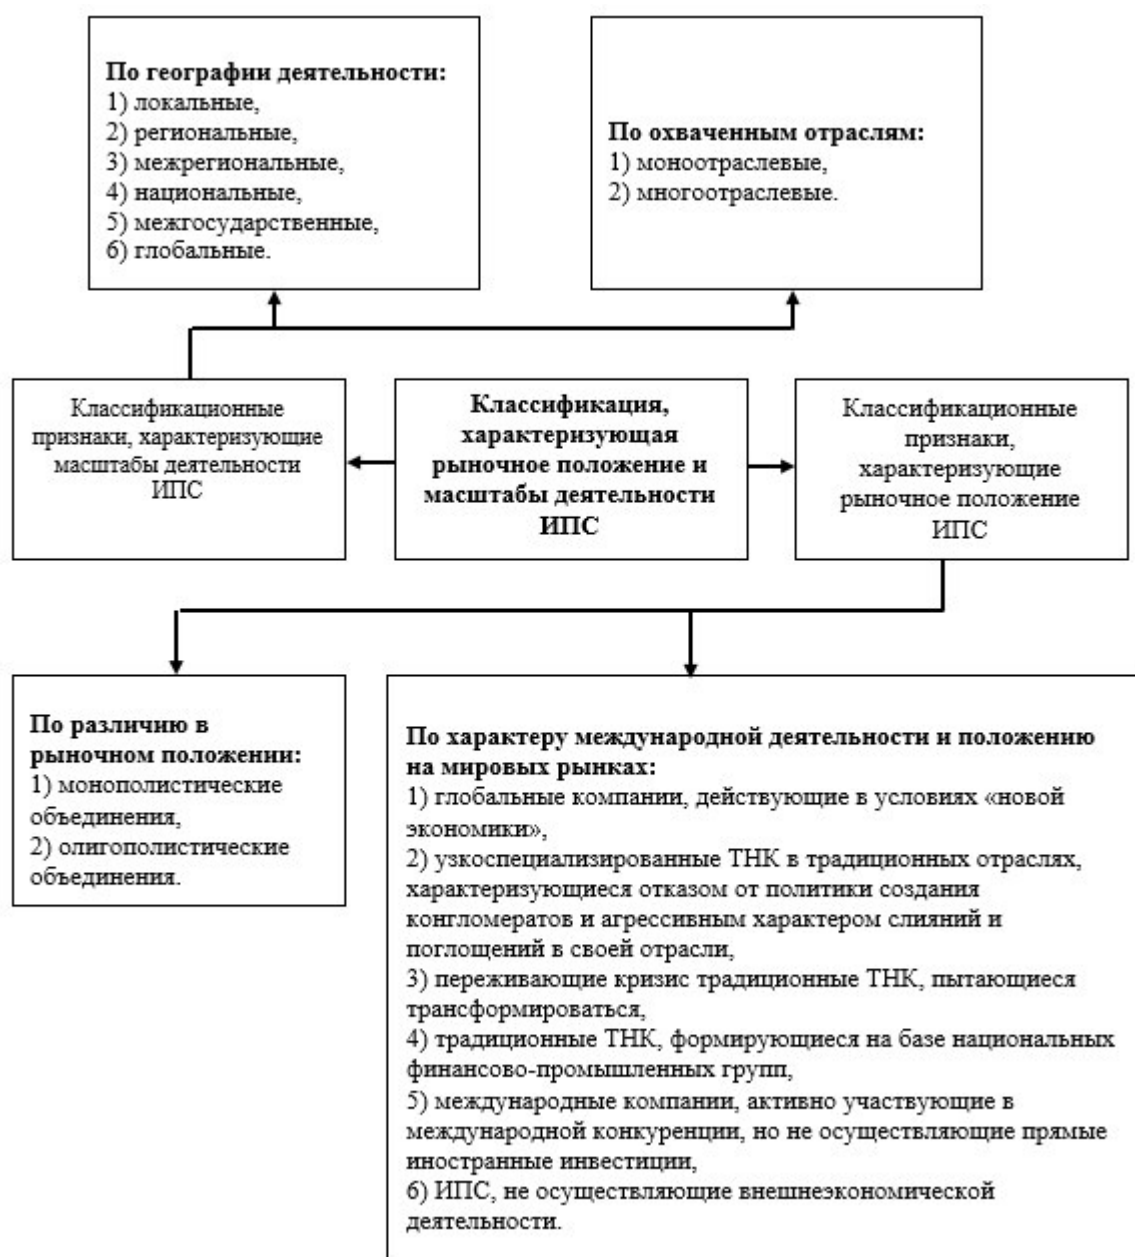 По географии деятельности:
1) локальные,
2) региональные,
3) межрегиональные,
4) национальные,
5) межгосударственные,
6) глобальные.
По охваченным отраслям:
1) моноотраслевые,
2) многоотраслевые.
Классификационные
признаки, характеризующие
масштабы деятельности
ИПС
Классификация,
характеризующая
рыночное положение и
масштабы деятельности
ИПС
Классификационные
признаки,
характеризующие
рыночное положение
ИПС
По различию в
рыночном положении:
1) монополистические
объединения,
2) олигополистические
объединения.
По характеру международной деятельности и положению
на мировых рынках:
1) глобальные компании, действующие в условиях «новой
экономики»,
2) узкоспециализированные ТНК в традиционных отраслях,
характеризующиеся отказом от политики создания
конгломератов и агрессивным характером слияний и
поглощений в своей отрасли,
3) переживающие кризис традиционные ТНК, пытающиеся
трансформироваться,
4) традиционные ТНК, формирующиеся на базе национальных
финансово-промышленных групп,
5) международные компании, активно участвующие в
международной конкуренции, но не осуществляющие прямые
иностранные инвестиции,
6) ИПС, не осуществляющие внешнеэкономической
деятельности.